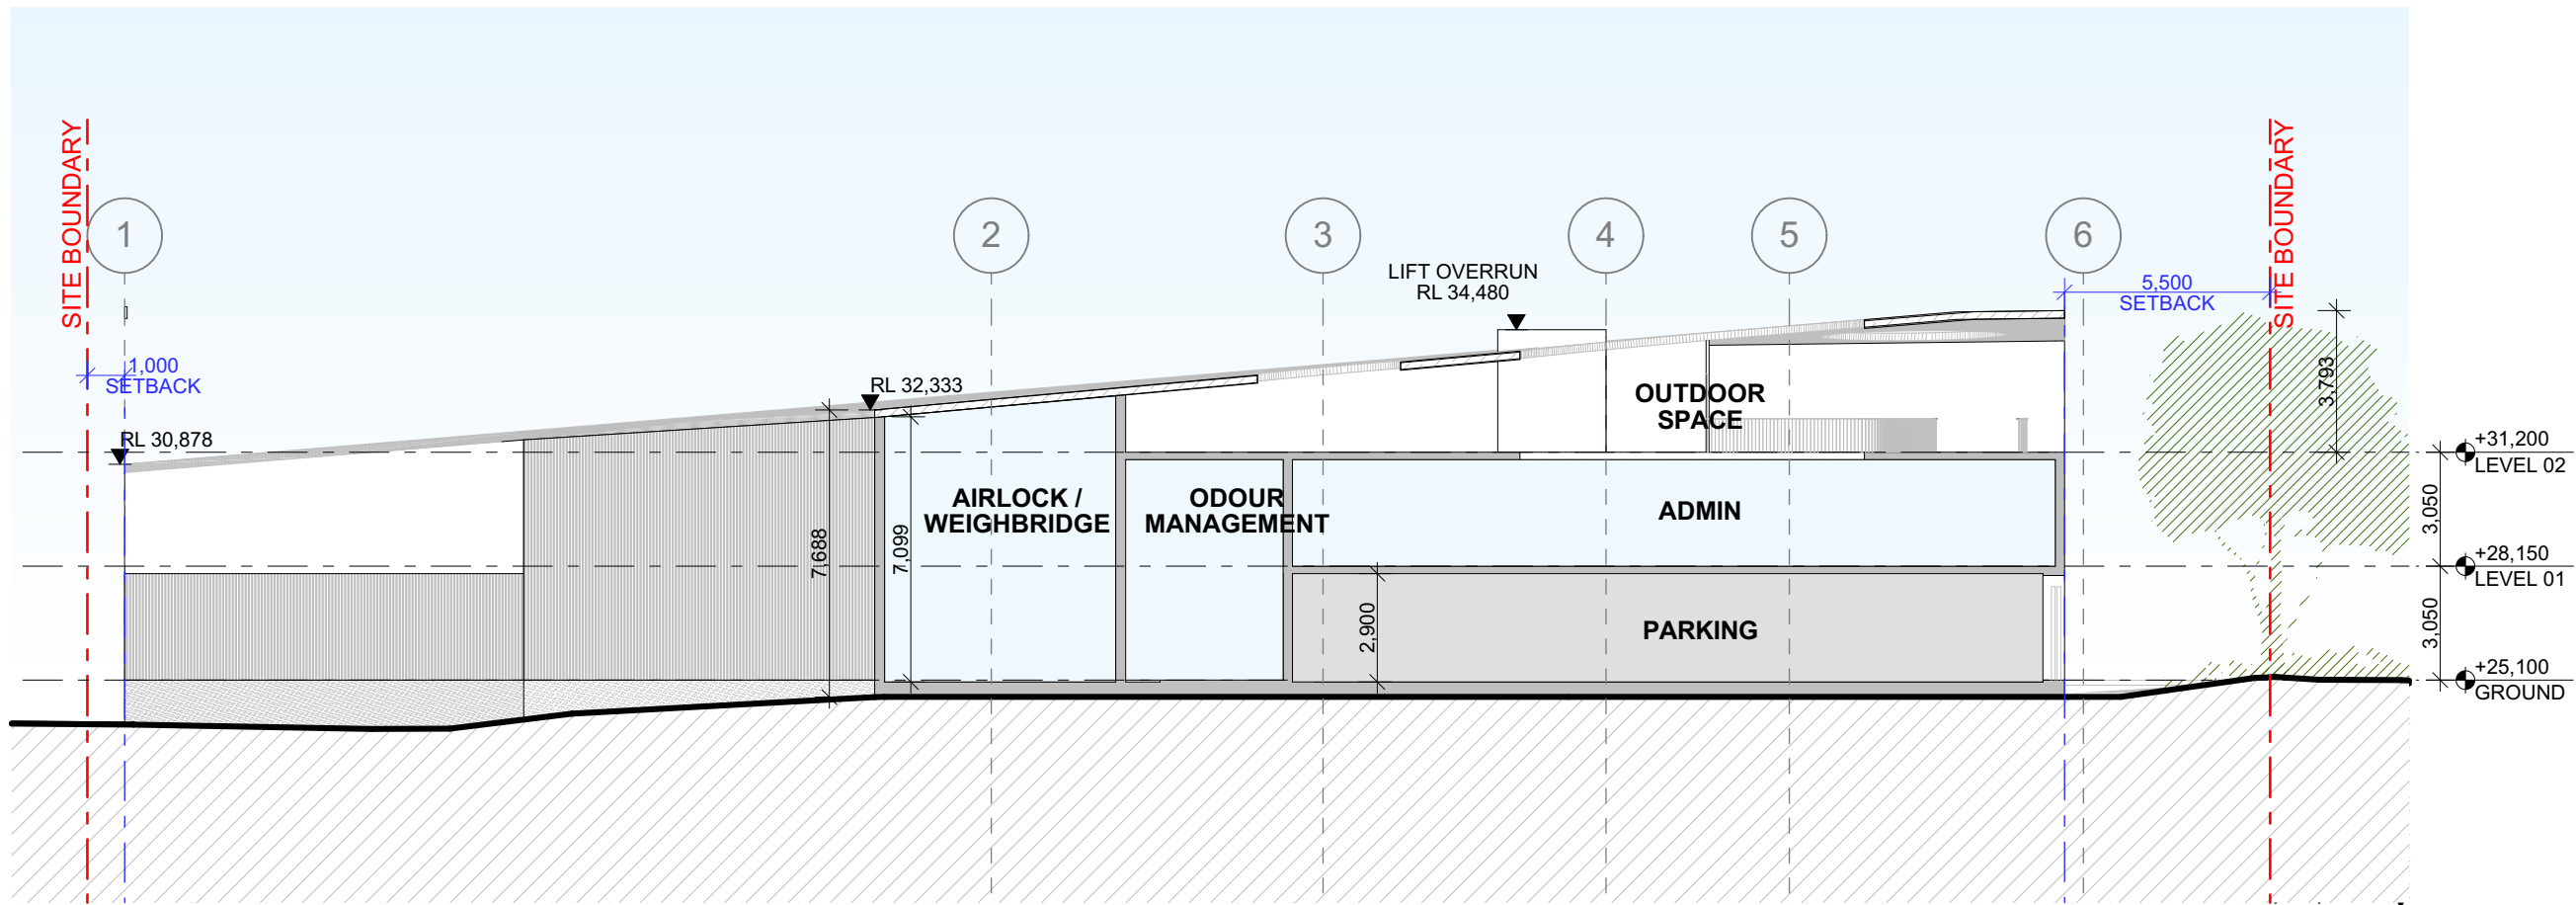 SITE BOUNDARY
SITE BOUNDARY
1
2
3
4
5
6
LIFT OVERRUN
RL 34,480
5,500
SETBACK
1,000
SETBACK
RL 32,333
RL 30,878
3,793
OUTDOOR
SPACE
+31,200
LEVEL 02
AIRLOCK /
WEIGHBRIDGE
ODOUR
MANAGEMENT
ADMIN
7,688
7,099
3,050
+28,150
LEVEL 01
2,900
PARKING
3,050
+25,100
GROUND